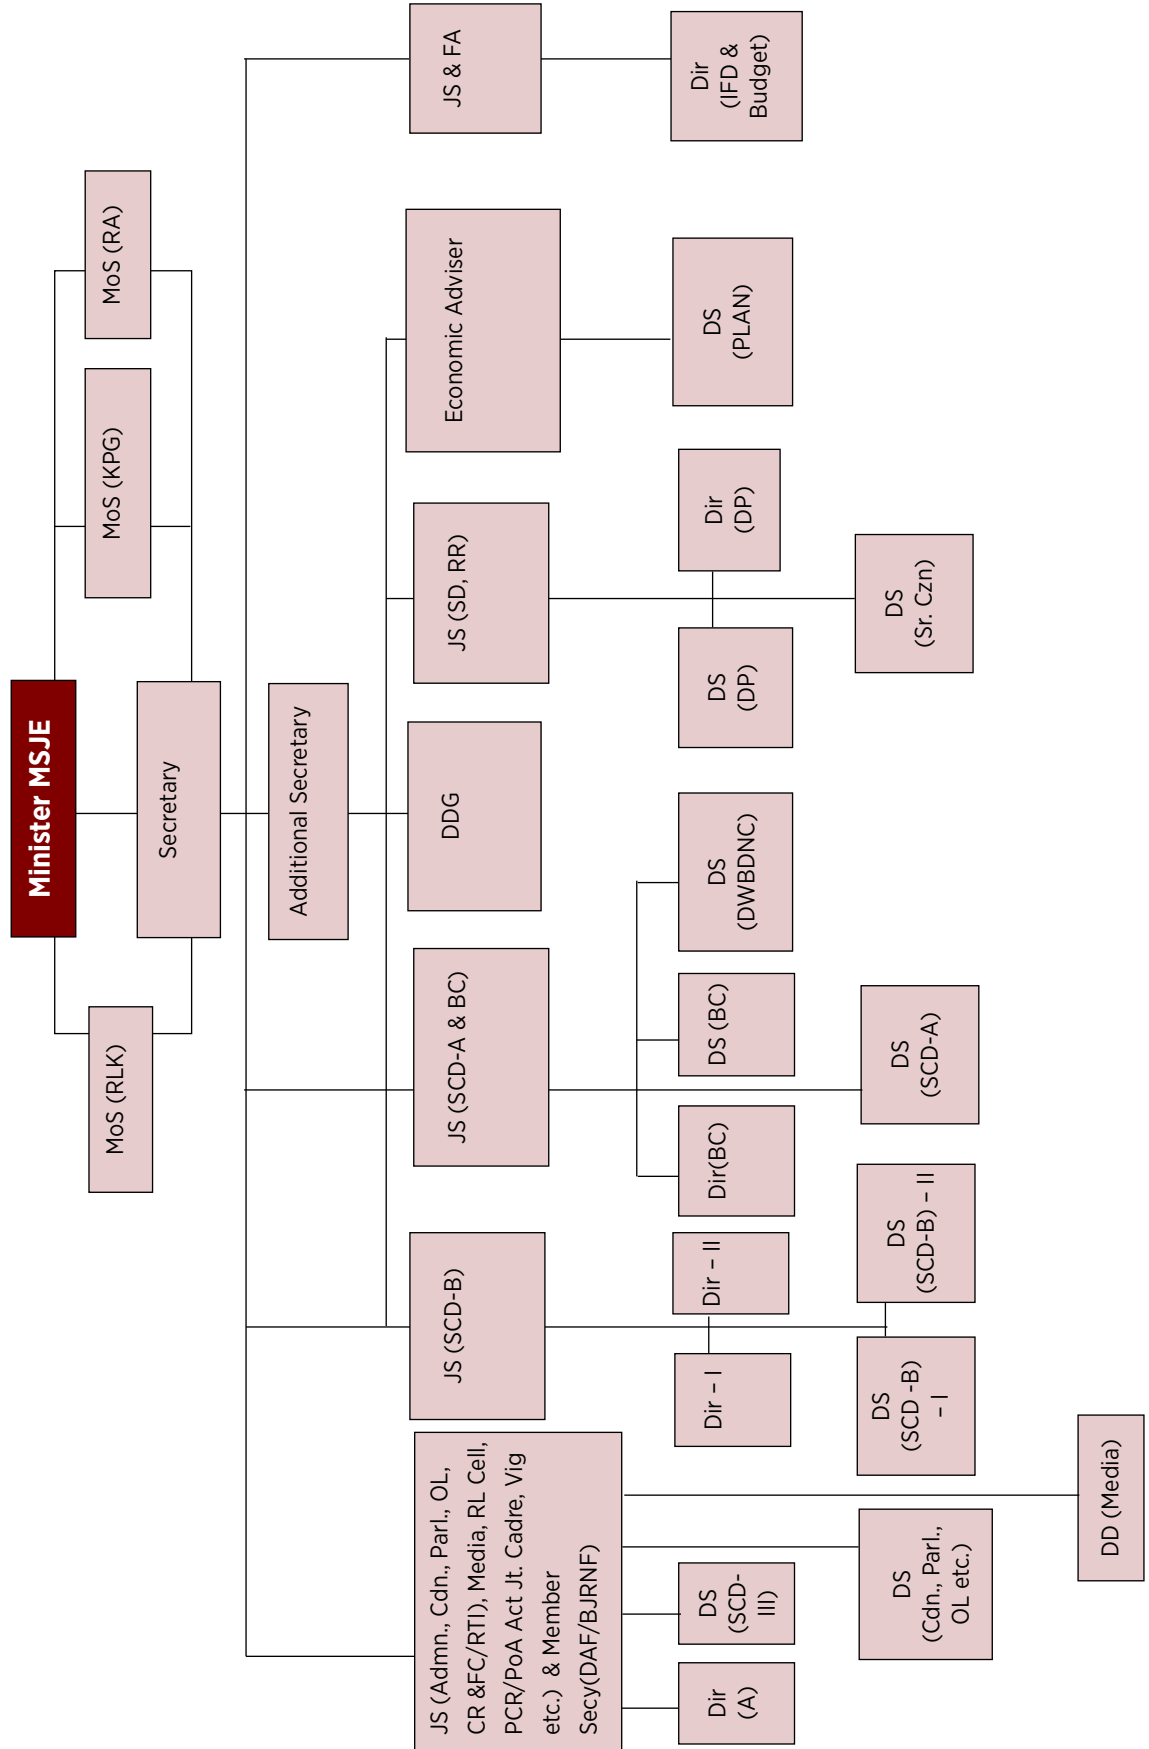 Minister MSJE
MoS (RLK)
MoS (KPG)
MoS (RA)
Secretary
Additional Secretary
JS (Admn., Cdn., Parl., OL,
CR &FC/RTI), Media, RL Cell,
PCR/PoA Act Jt. Cadre, Vig
etc.) & Member
Secy(DAF/BJRNF)
JS (SCD-B)
JS (SCD-A & BC)
DDG
JS (SD, RR)
Economic Adviser
JS & FA
Dir
(A)
DS
(SCD-
III)
Dir – I
Dir – II
Dir(BC)
DS (BC)
DS
(DWBDNC)
DS
(DP)
Dir
(DP)
DS
(PLAN)
Dir
(IFD &
Budget)
DS
(Cdn., Parl.,
OL etc.)
DS
(SCD -B)
– I
DS
(SCD-B) – II
DS
(SCD-A)
DS
(Sr. Czn)
DD (Media)